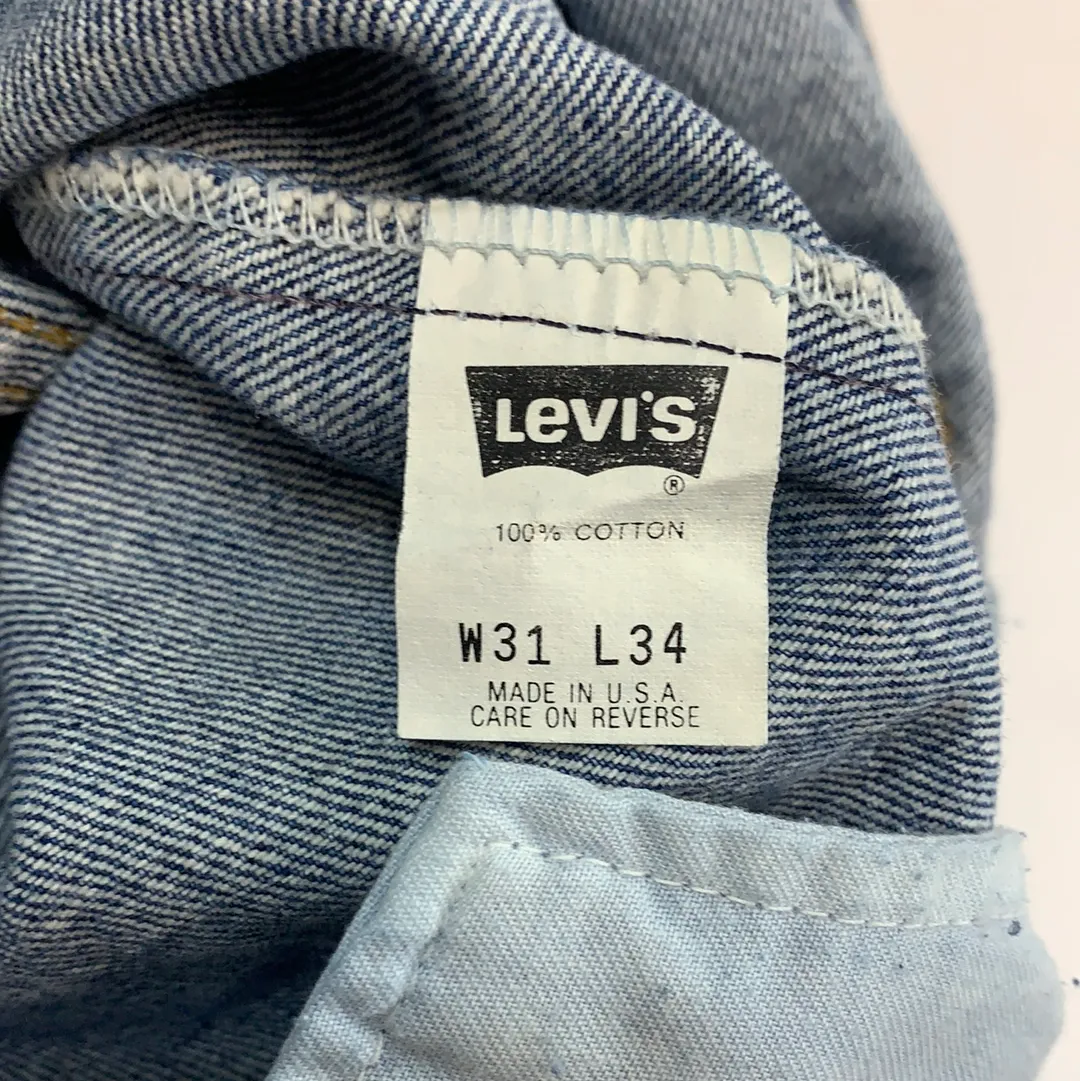 Levi's
®
100% COTTON
W31 L34
MADE IN U.S.A.
CARE ON REVERSE